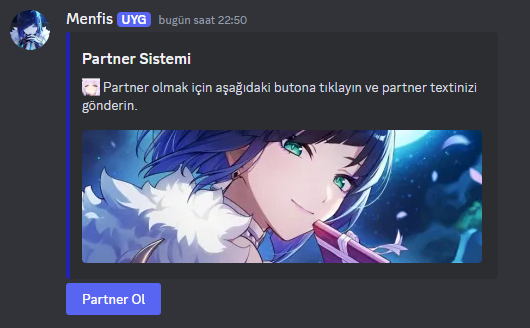 Menfis UYG bugün saat 22:50
Partner Sistemi
Partner olmak için aşağıdaki butona tıklayın ve partner textinizi
gönderin.
Partner Ol